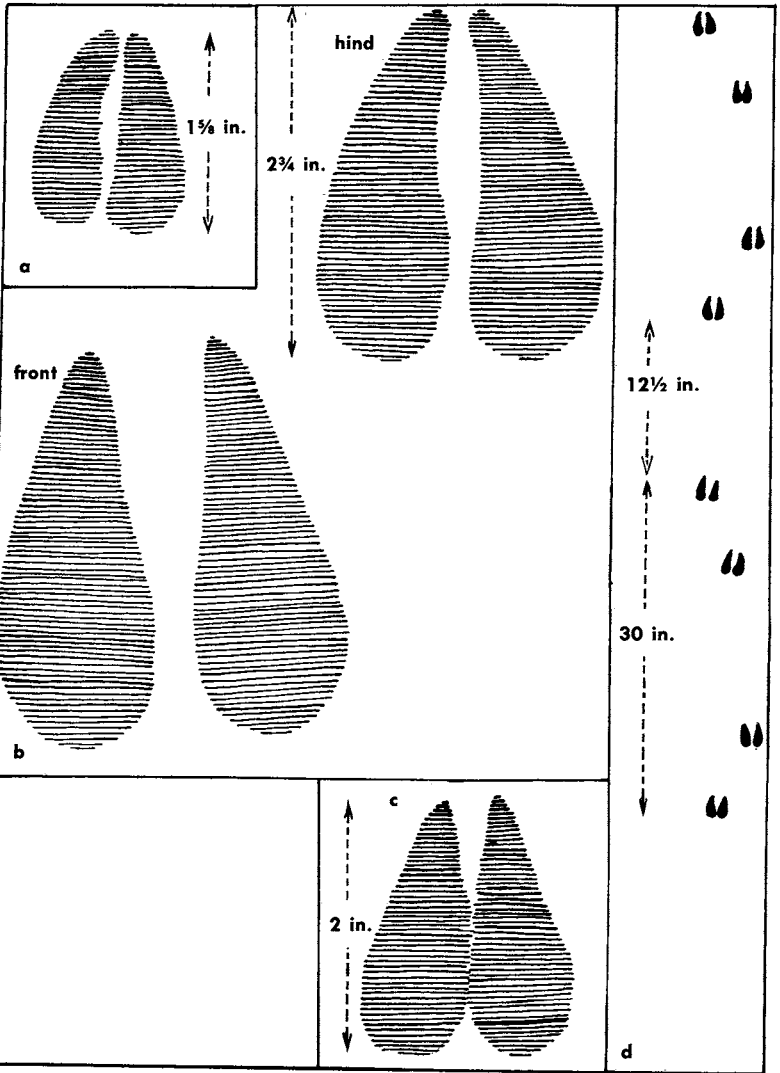 hind
1⅝ in.
2¾ in.
a
front
12½ in.
30 in.
b
c
2 in.
d